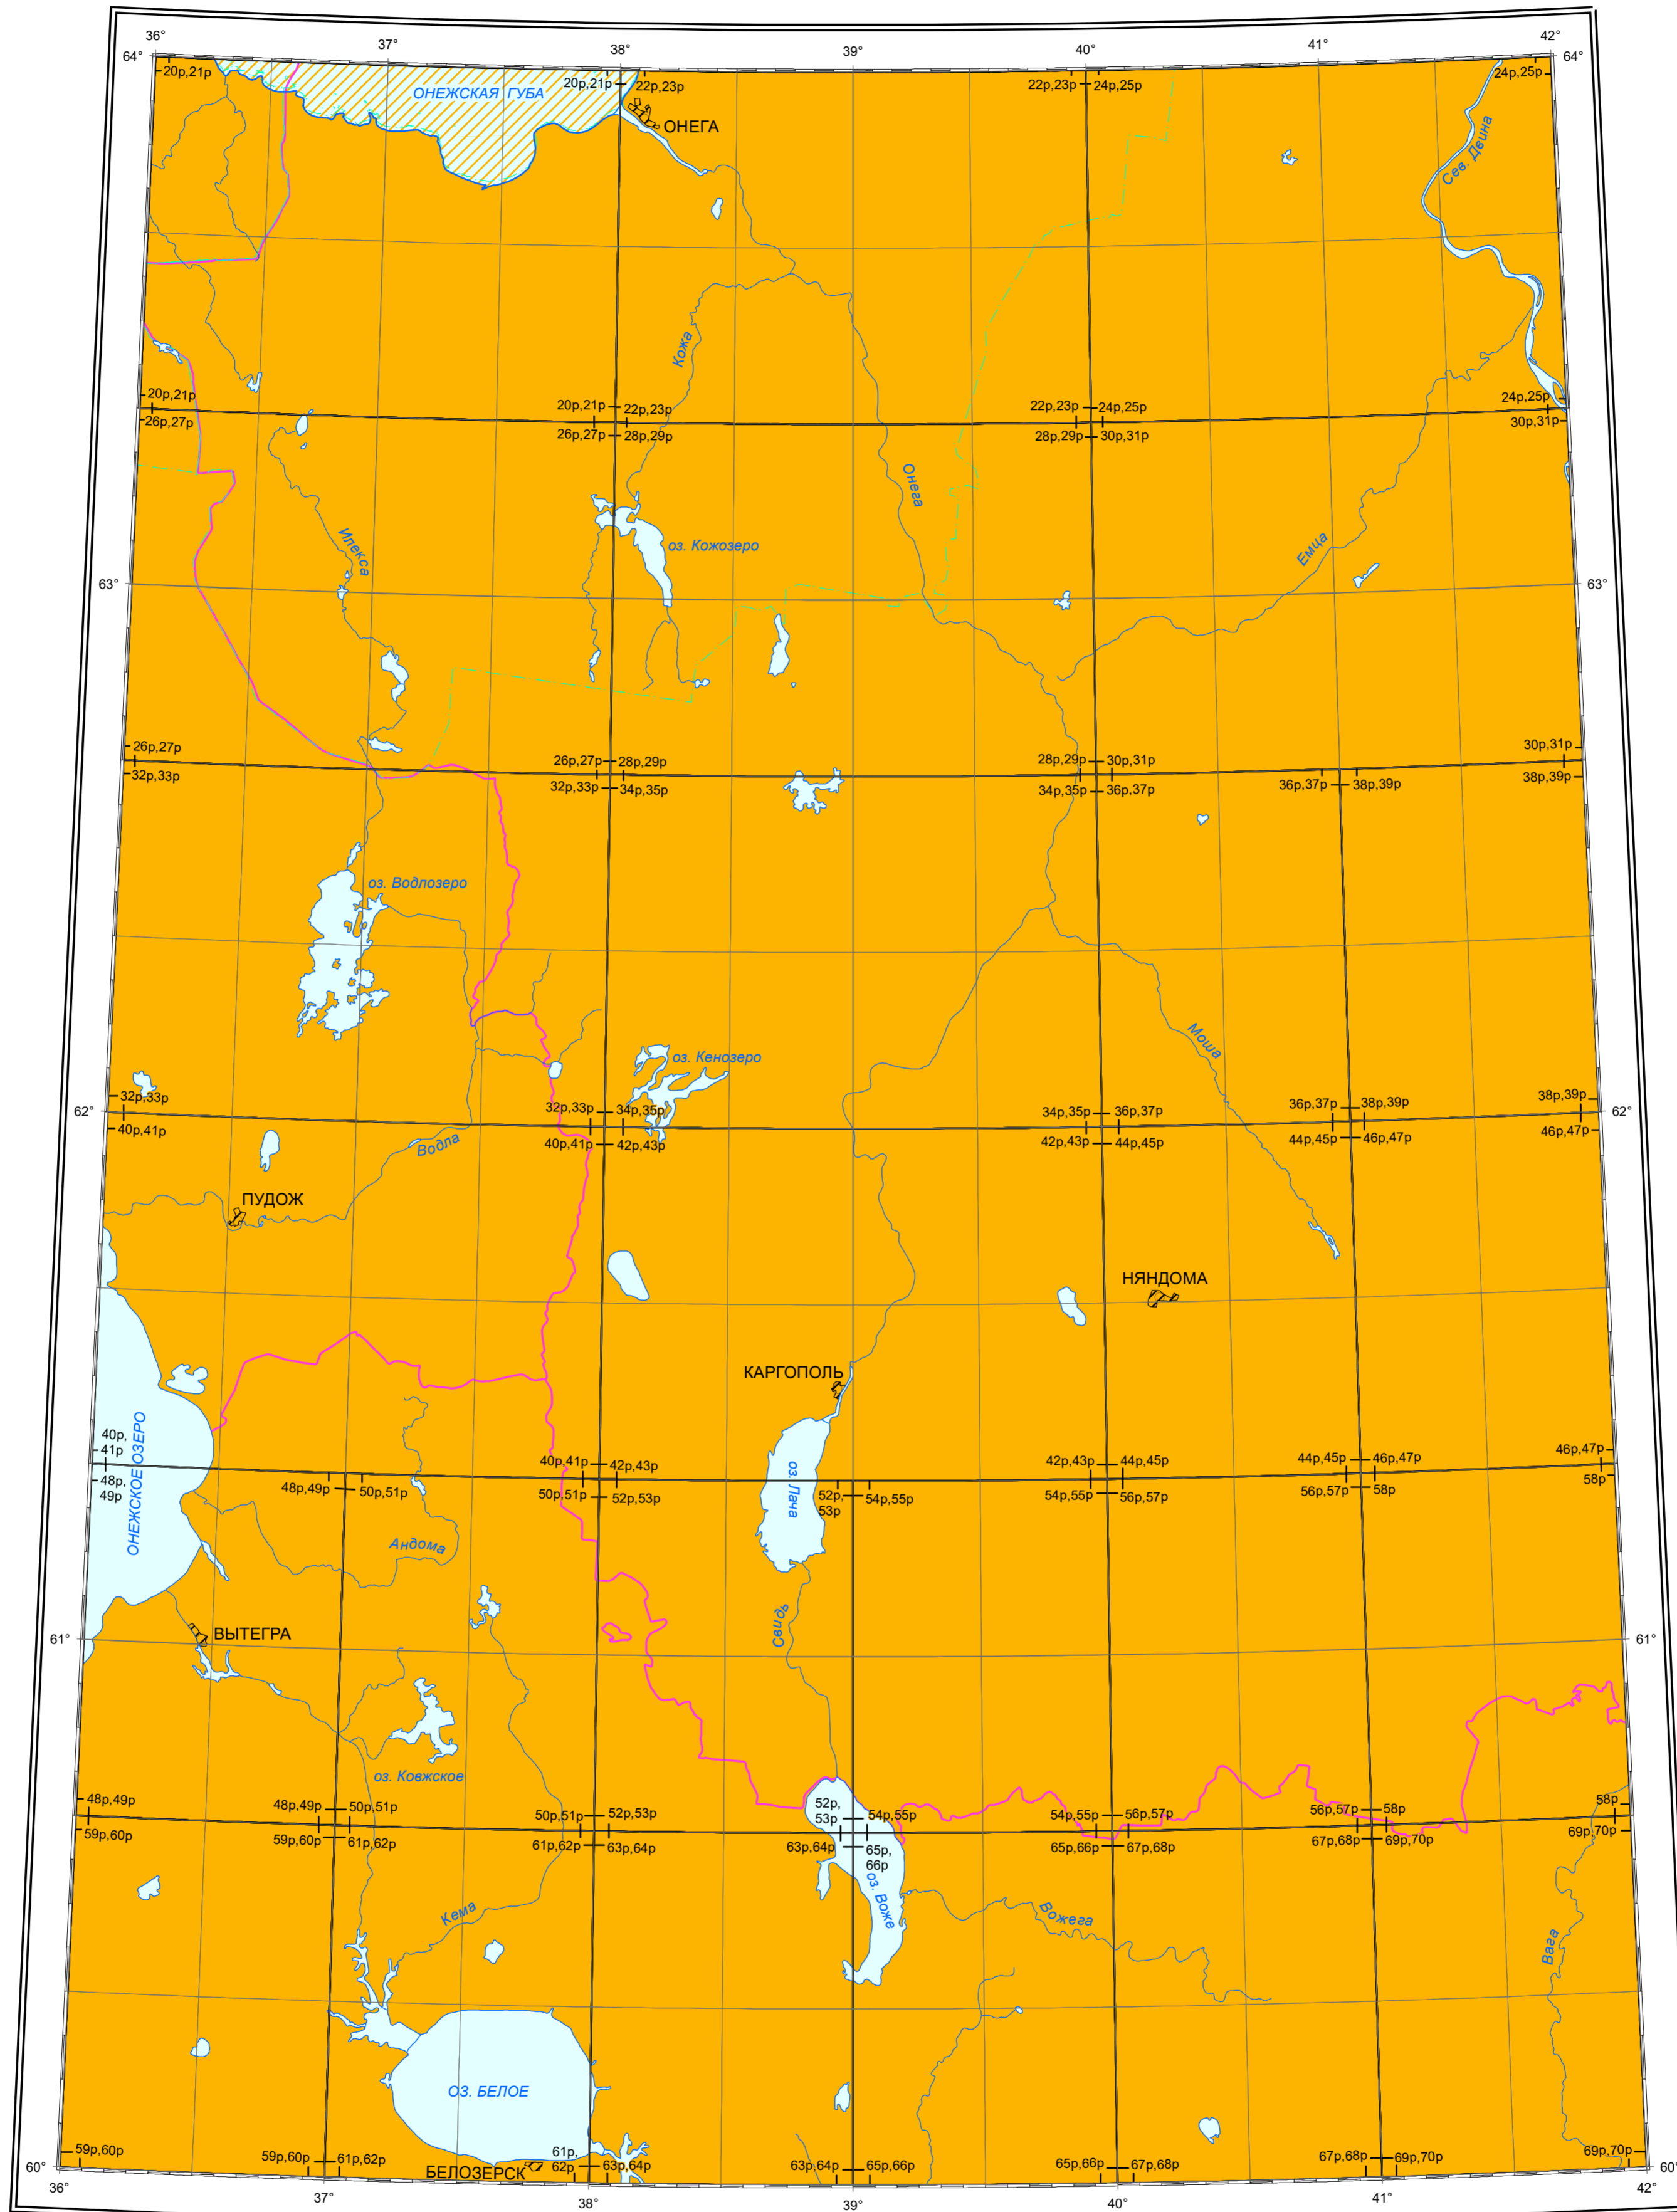 36°
37°
38°
39°
40°
41°
42°
64°
64°
20р,21р
ОНЕЖСКАЯ ГУБА
20р,21р
22р,23р
22р,23р
24р,25р
24р,25р
ОНЕГА
Сев. Двина
Кожа
20р,21р
26р,27р
20р,21р
22р,23р
26р,27р
28р,29р
22р,23р
24р,25р
28р,29р
30р,31р
24р,25р
30р,31р
Онега
Илекса
оз. Кожозеро
Емца
63°
63°
26р,27р
32р,33р
26р,27р
28р,29р
32р,33р
34р,35р
28р,29р
30р,31р
34р,35р
36р,37р
36р,37р
38р,39р
30р,31р
38р,39р
оз. Водлозеро
Моша
оз. Кенозеро
62°
62°
32р,33р
40р,41р
32р,33р
34р,35р
40р,41р
42р,43р
34р,35р
36р,37р
42р,43р
44р,45р
36р,37р
38р,39р
44р,45р
46р,47р
38р,39р
46р,47р
Водла
ПУДОЖ
НЯНДОМА
КАРГОПОЛЬ
ОНЕЖСКОЕ ОЗЕРО
40р,
41р
48р,
49р
48р,49р
50р,51р
40р,41р
42р,43р
50р,51р
52р,53р
оз. Лача
52р,
53р
54р,55р
42р,43р
44р,45р
54р,55р
56р,57р
44р,45р
46р,47р
56р,57р
58р
46р,47р
58р
Андома
Свидь
ВЫТЕГРА
61°
61°
оз. Ковжское
48р,49р
59р,60р
48р,49р
50р,51р
59р,60р
61р,62р
50р,51р
52р,53р
61р,62р
63р,64р
52р,
53р
54р,55р
63р,64р
65р,
66р
54р,55р
56р,57р
65р,66р
67р,68р
56р,57р
58р
67р,68р
69р,70р
58р
69р,70р
оз. Воже
Кема
Вожега
Вага
ОЗ. БЕЛОЕ
БЕЛОЗЕРСК
59р,60р
59р,60р
61р,62р
61р,
62р
63р,64р
63р,64р
65р,66р
65р,66р
67р,68р
67р,68р
69р,70р
69р,70р
60°
60°
36°
37°
38°
39°
40°
41°
42°